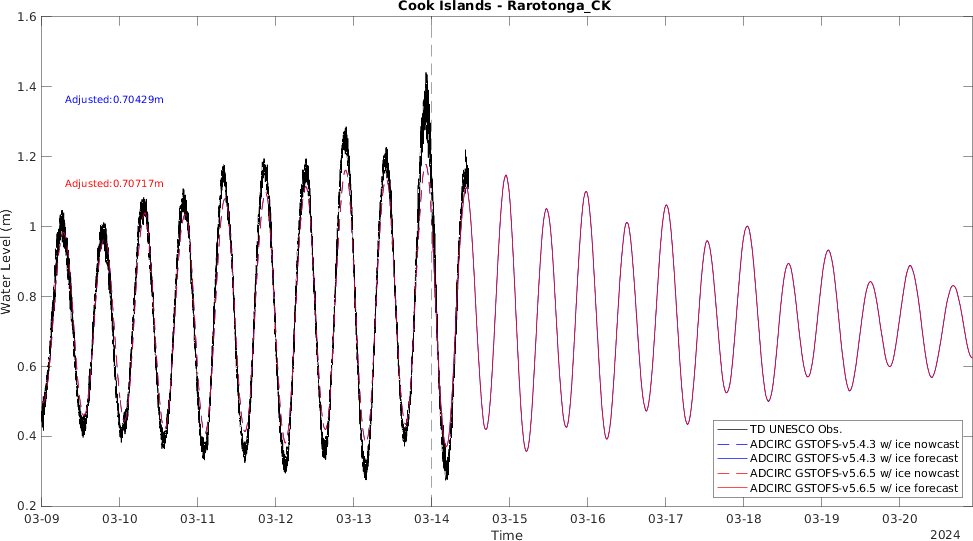 Cook Islands - Rarotonga_CK
1.6
1.4
1.2
1
0.8
0.6
0.4
0.2
Water Level (m)
Adjusted:0.70429m
Adjusted:0.70717m
TD UNESCO Obs.
ADCIRC GSTOFS-v5.4.3 w/ ice nowcast
ADCIRC GSTOFS-v5.4.3 w/ ice forecast
ADCIRC GSTOFS-v5.6.5 w/ ice nowcast
ADCIRC GSTOFS-v5.6.5 w/ ice forecast
03-09 03-10 03-11 03-12 03-13 03-14 03-15 03-16 03-17 03-18 03-19 03-20
Time
2024